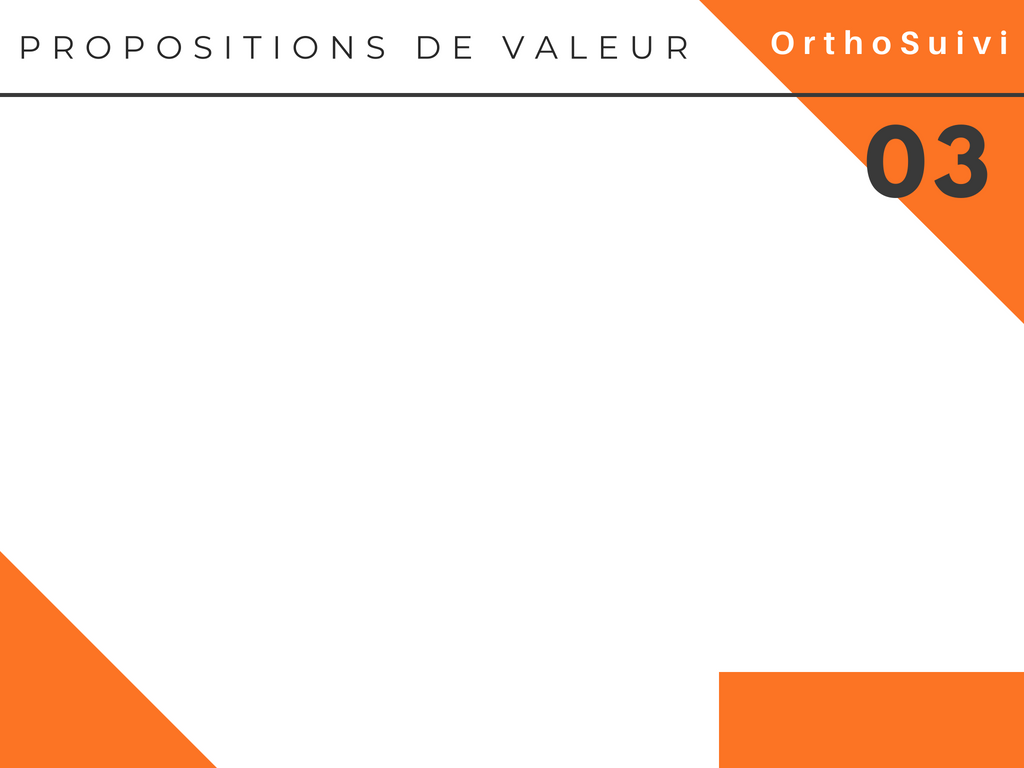 PROPOSITIONS DE VALEUR
OrthoSuivi
03